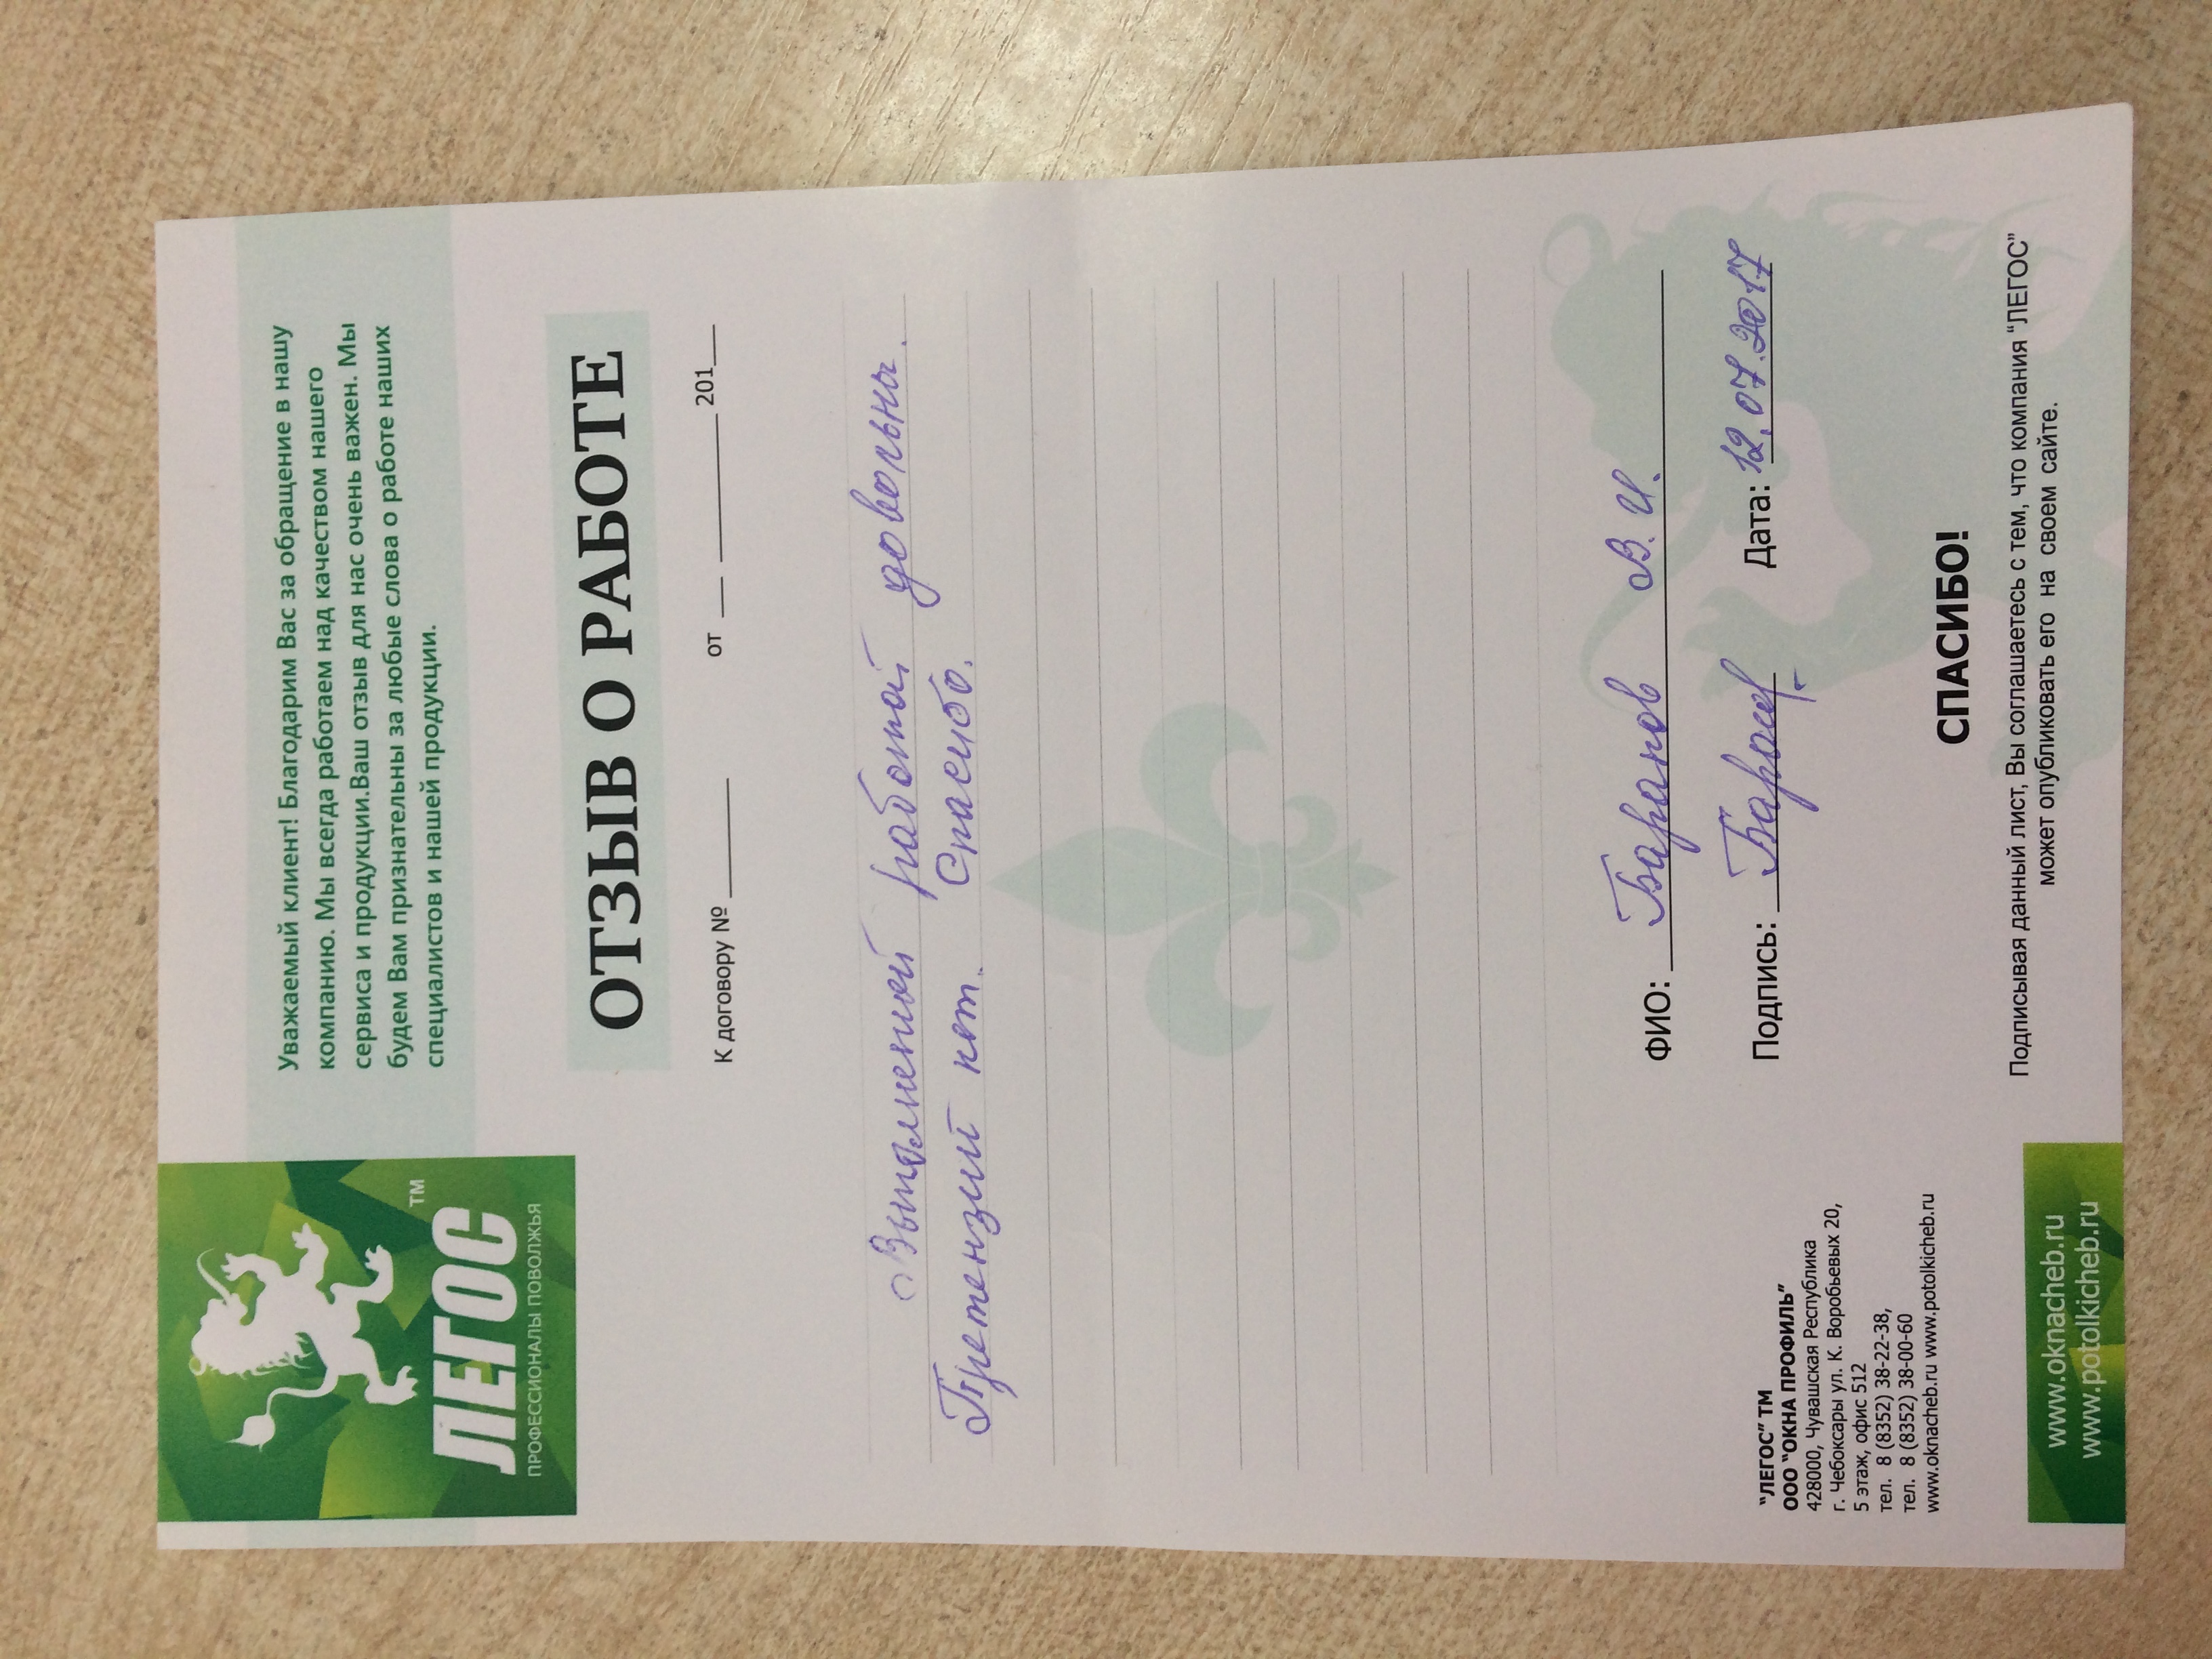 ЛЕГОС ™
ПРОФЕССИОНАЛЫ ПОВОЛЖЬЯ
Уважаемый клиент! Благодарим Вас за обращение в нашу
компанию. Мы всегда работаем над качеством нашего
сервиса и продукции.Ваш отзыв для нас очень важен. Мы
будем Вам признательны за любые слова о работе наших
специалистов и нашей продукции.
ОТЗЫВ О РАБОТЕ
К договору № ________ от ___ __________ 201___
Выполненной работой довольны.
Претензий нет. Спасибо.
ФИО: Баранов В. И.
Подпись: Баранов Дата: 12.07.2017
"ЛЕГОС" ТМ
ООО "ОКНА ПРОФИЛЬ"
428000, Чувашская Республика
г. Чебоксары ул. К. Воробьевых 20,
5 этаж, офис 512
тел. 8 (8352) 38-22-38,
тел. 8 (8352) 38-00-60
www.oknacheb.ru www.potolkicheb.ru
СПАСИБО!
Подписывая данный лист, Вы соглашаетесь с тем, что компания "ЛЕГОС"
может опубликовать его на своем сайте.
www.oknacheb.ru
www.potolkicheb.ru